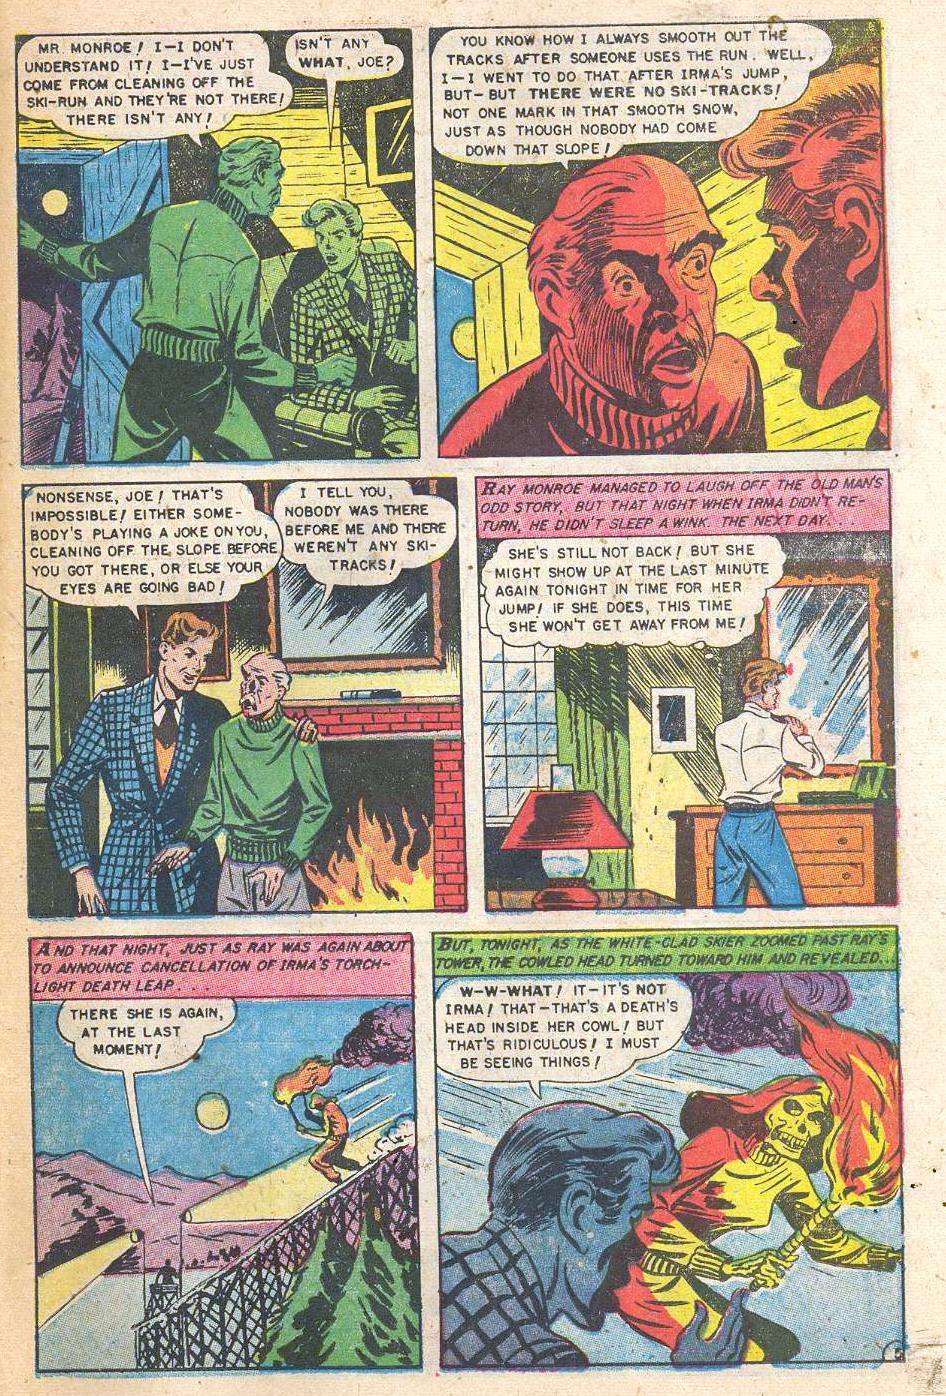 MR. MONROE! I-I DON'T
UNDERSTAND IT! I-I'VE JUST
COME FROM CLEANING OFF THE
SKI-RUN AND THEY'RE NOT THERE!
THERE ISN'T ANY!
ISN'T ANY
WHAT, JOE?
YOU KNOW HOW I ALWAYS SMOOTH OUT THE
TRACKS AFTER SOMEONE USES THE RUN. WELL,
I-I WENT TO DO THAT AFTER IRMA'S JUMP,
BUT-BUT THERE WERE NO SKI-TRACKS!
NOT ONE MARK IN THAT SMOOTH SNOW,
JUST AS THOUGH NOBODY HAD COME
DOWN THAT SLOPE!
NONSENSE, JOE! THAT'S
IMPOSSIBLE! EITHER SOME-
BODY'S PLAYING A JOKE ON YOU,
CLEANING OFF THE SLOPE BEFORE
YOU GOT THERE, OR ELSE YOUR
EYES ARE GOING BAD!
I TELL YOU,
NOBODY WAS THERE
BEFORE ME AND THERE
WEREN'T ANY SKI-
TRACKS!
RAY MONROE MANAGED TO LAUGH OFF THE OLD MAN'S
ODD STORY, BUT THAT NIGHT WHEN IRMA DIDN'T RE-
TURN, HE DIDN'T SLEEP A WINK. THE NEXT DAY....
SHE'S STILL NOT BACK! BUT SHE
MIGHT SHOW UP AT THE LAST MINUTE
AGAIN TONIGHT IN TIME FOR HER
JUMP! IF SHE DOES, THIS TIME
SHE WON'T GET AWAY FROM ME!
AND THAT NIGHT, JUST AS RAY WAS AGAIN ABOUT
TO ANNOUNCE CANCELLATION OF IRMA'S TORCH-
LIGHT DEATH LEAP....
THERE SHE IS AGAIN,
AT THE LAST
MOMENT!
BUT, TONIGHT, AS THE WHITE-CLAD SKIER ZOOMED PAST RAY'S
TOWER, THE COWLED HEAD TURNED TOWARD HIM AND REVEALED...
W-W-WHAT! IT-IT'S NOT
IRMA! THAT-THAT'S A DEATH'S
HEAD INSIDE HER COWL! BUT
THAT'S RIDICULOUS! I MUST
BE SEEING THINGS!